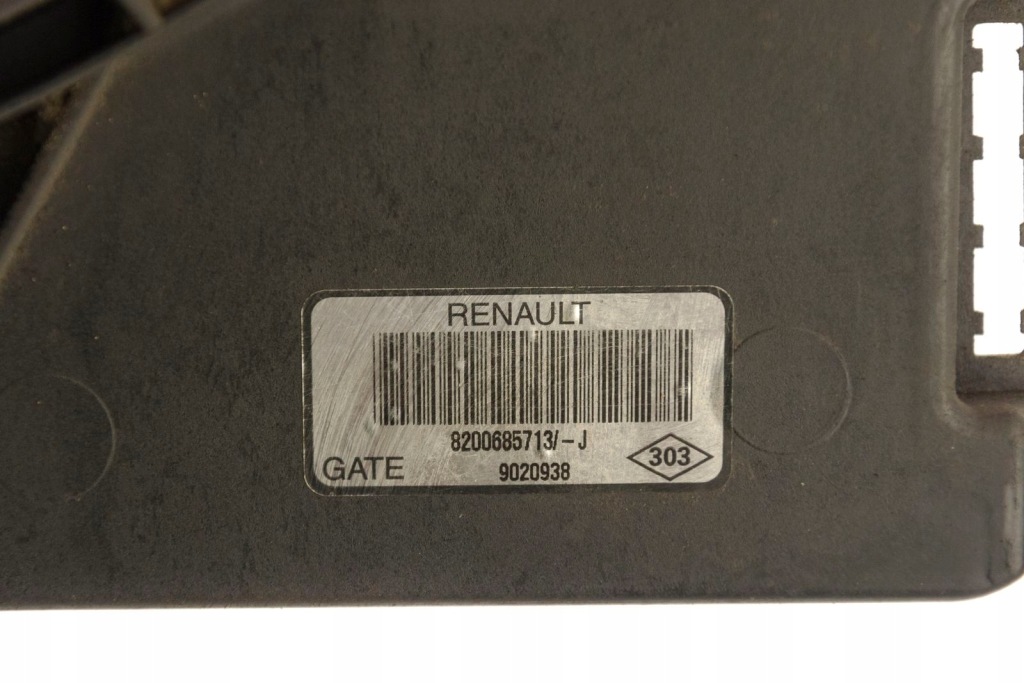 RENAULT
8200685713/-J
GATE
9020938
303